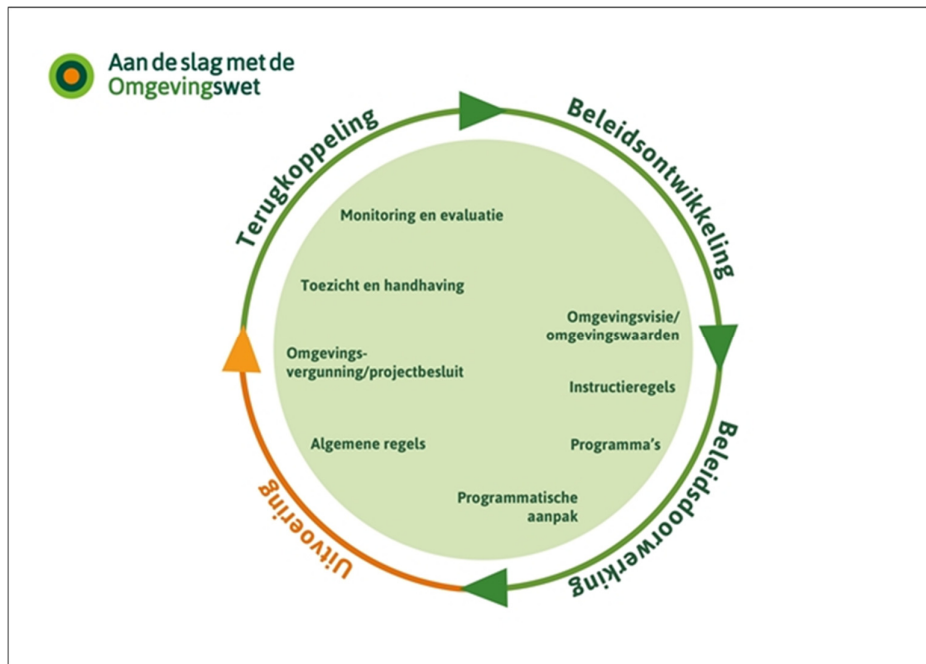 Aan de slag met de
Omgevingswet
Terugkoppeling
Beleidsontwikkeling
Monitoring en evaluatie
Toezicht en handhaving
Omgevingsvisie/
omgevingswaarden
Omgevings-
vergunning/projectbesluit
Instructieregels
Algemene regels
Programma's
Programmatische
aanpak
Uitvoering
Beleidsdoorwerking